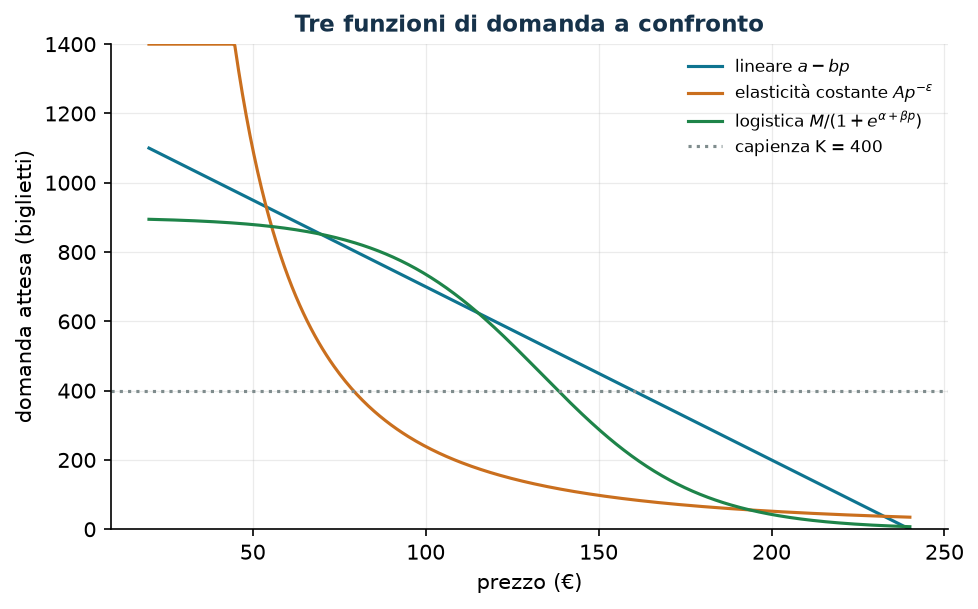 Tre funzioni di domanda a confronto
lineare a − bp
elasticità costante Ap^{−ε}
logistica M/(1 + e^{α + βp})
capienza K = 400
domanda attesa (biglietti)
1400
1200
1000
800
600
400
200
0
50
100
150
200
250
prezzo (€)